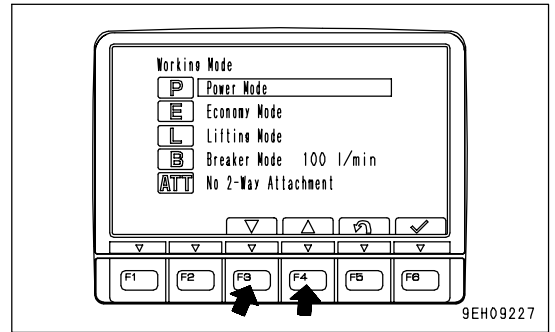 Working Mode
P Power Mode
E Economy Mode
L Lifting Mode
B Breaker Mode 100 l/min
ATT No 2-Way Attachment
F1 F2 F3 F4 F5 F6
9EH09227